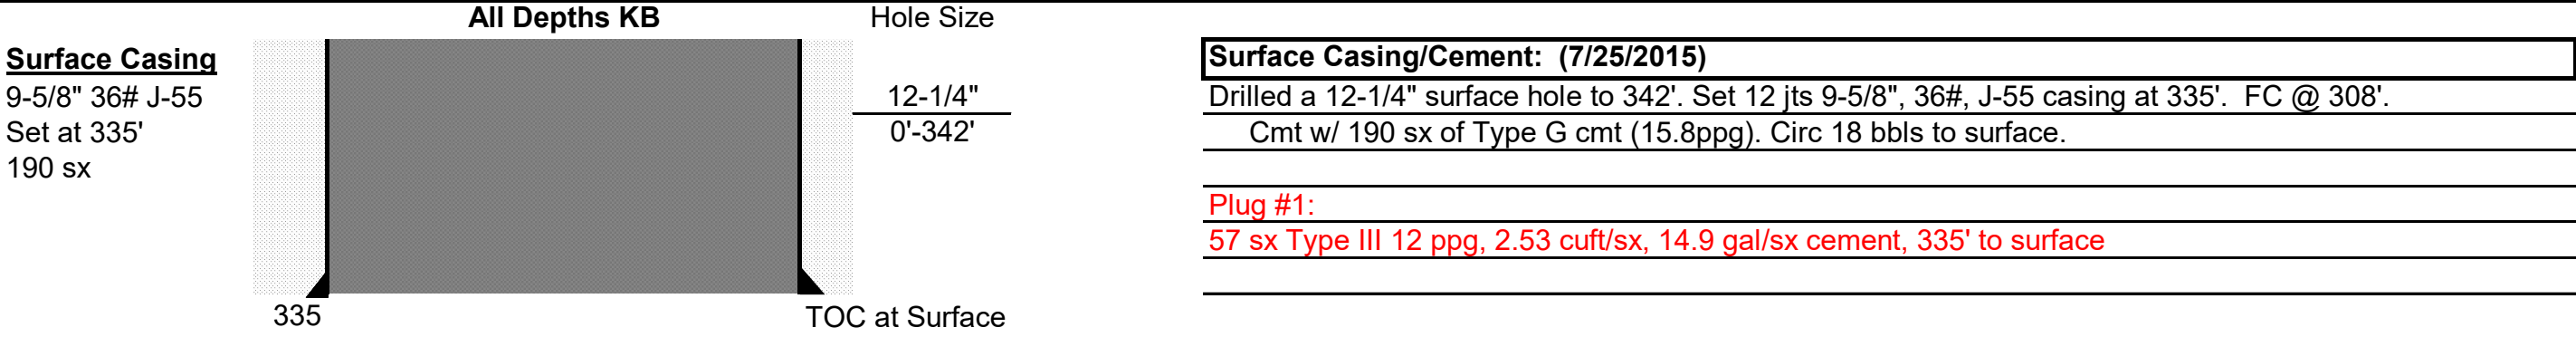 All Depths KB
Hole Size
Surface Casing
9-5/8" 36# J-55
Set at 335'
190 sx
12-1/4"
0'-342'
335
TOC at Surface
Surface Casing/Cement:  (7/25/2015)
Drilled a 12-1/4" surface hole to 342'. Set 12 jts 9-5/8", 36#, J-55 casing at 335'.  FC @ 308'.
Cmt w/ 190 sx of Type G cmt (15.8ppg). Circ 18 bbls to surface.
Plug #1:
57 sx Type III 12 ppg, 2.53 cuft/sx, 14.9 gal/sx cement, 335' to surface